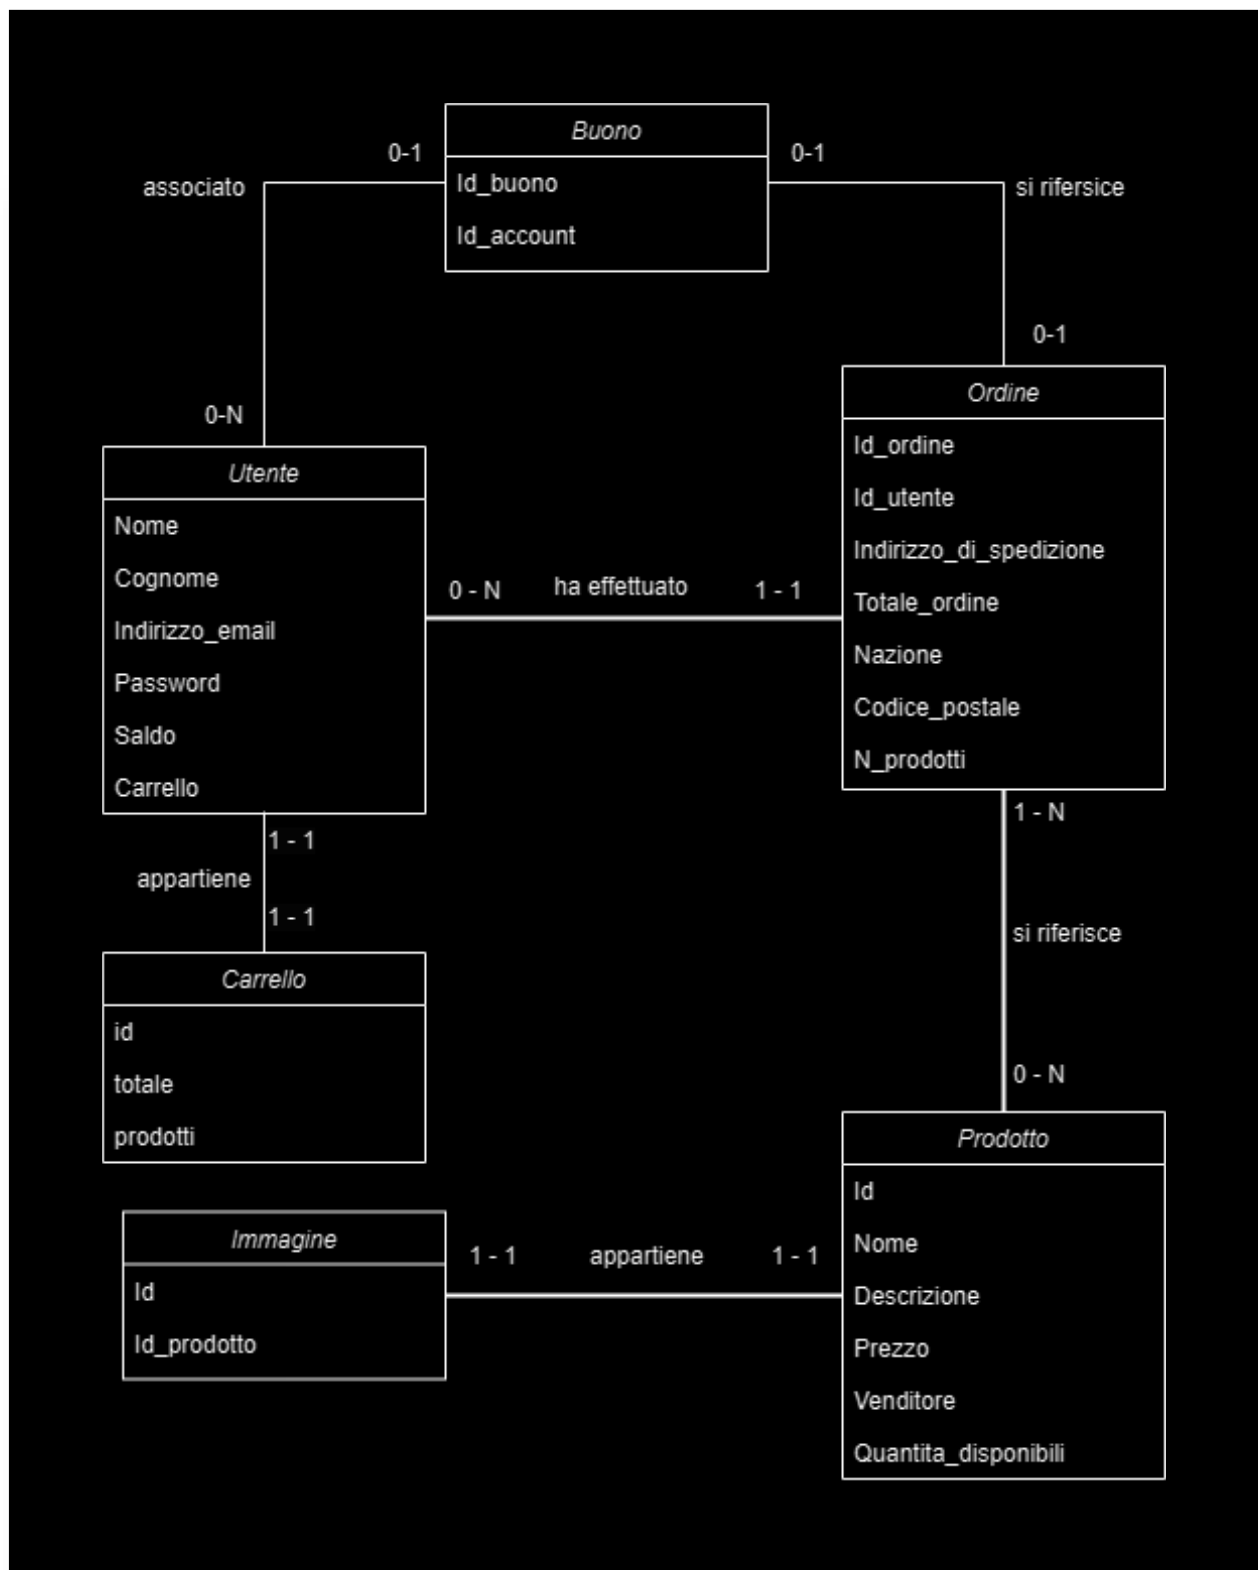 Buono
0-1
0-1
associato
Id_buono
si rifersice
Id_account
0-1
Ordine
0-N
Utente
Id_ordine
Id_utente
Nome
Indirizzo_di_spedizione
Cognome
0 - N
ha effettuato
1 - 1
Totale_ordine
Indirizzo_email
Nazione
Password
Codice_postale
Saldo
N_prodotti
Carrello
1 - N
1 - 1
appartiene
1 - 1
si riferisce
Carrello
id
totale
0 - N
prodotti
Prodotto
Id
Immagine
1 - 1
appartiene
1 - 1
Nome
Id
Descrizione
Id_prodotto
Prezzo
Venditore
Quantita_disponibili